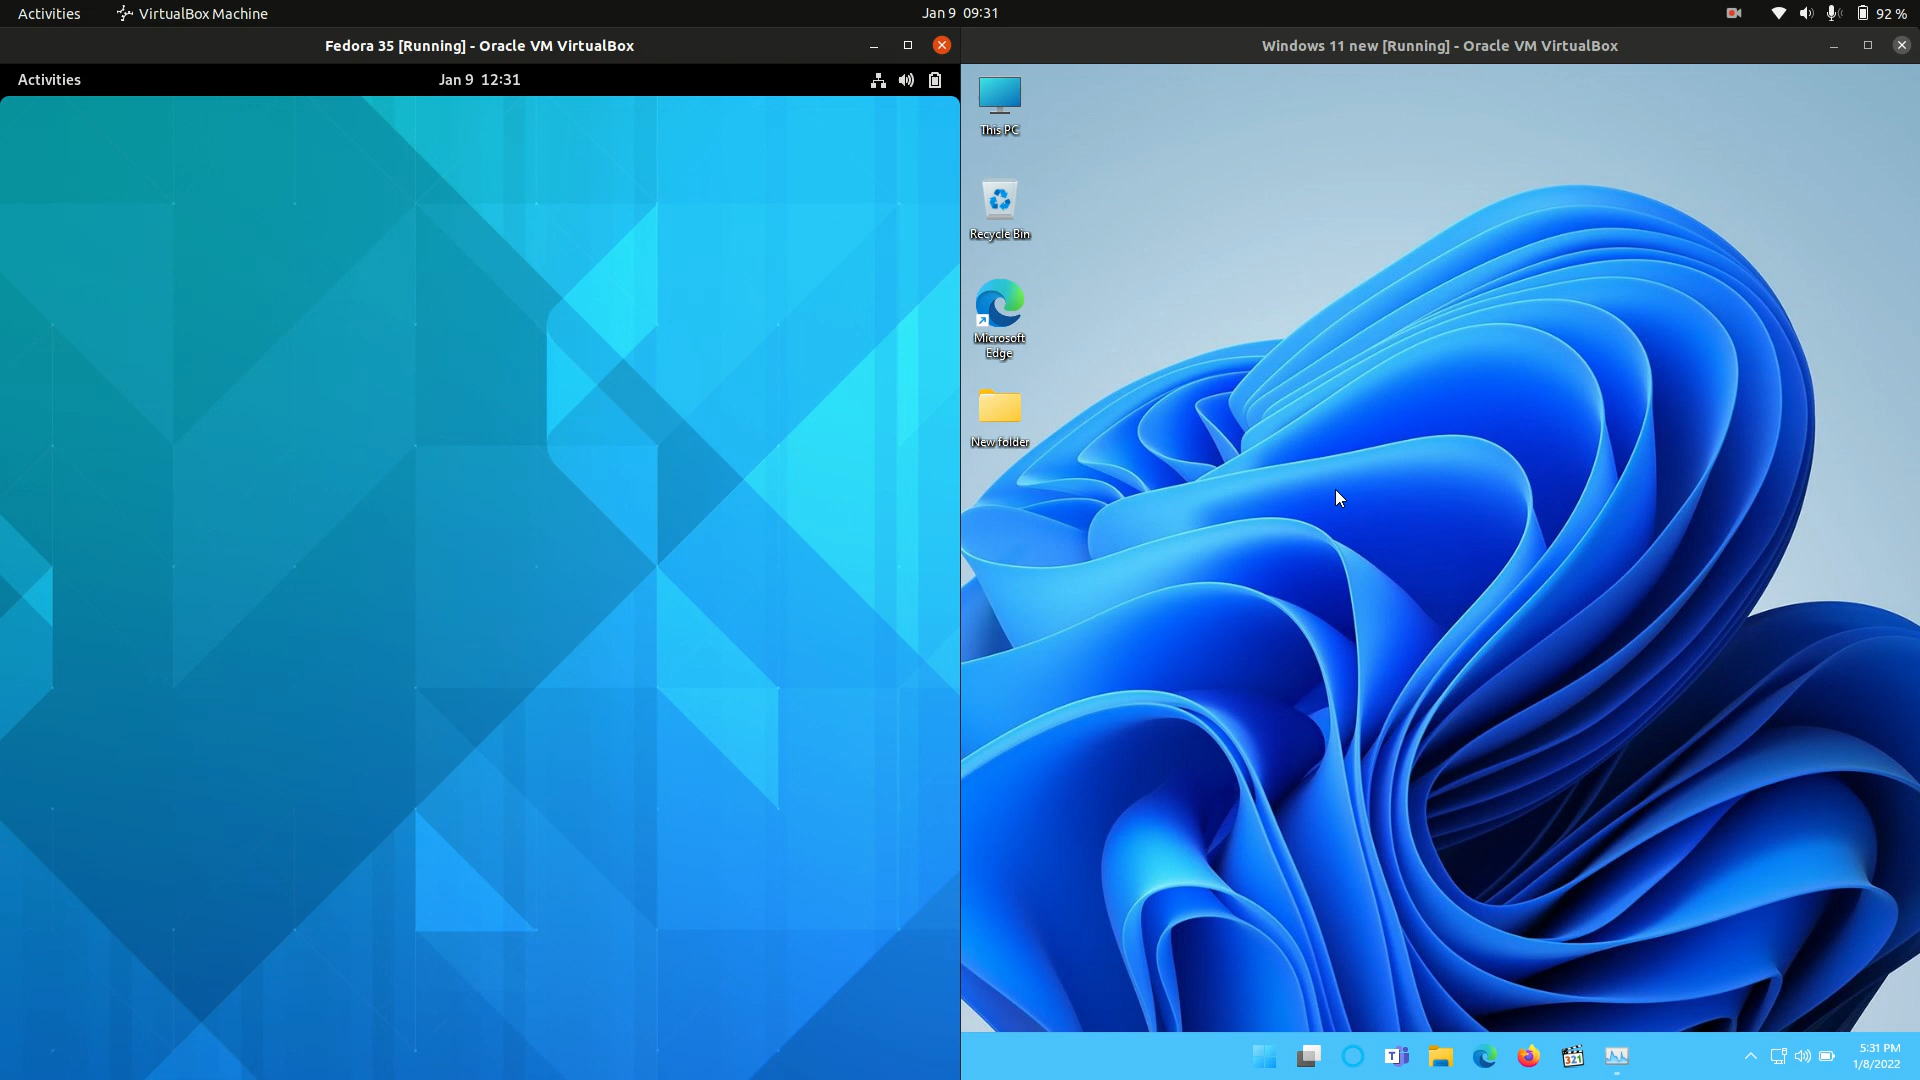 Activities VirtualBox Machine Jan 9 09:31 92 %
Fedora 35 [Running] - Oracle VM VirtualBox
Windows 11 new [Running] - Oracle VM VirtualBox
Activities Jan 9 12:31
This PC
Recycle Bin
Microsoft
Edge
New folder
T
321
5:31 PM
1/8/2022